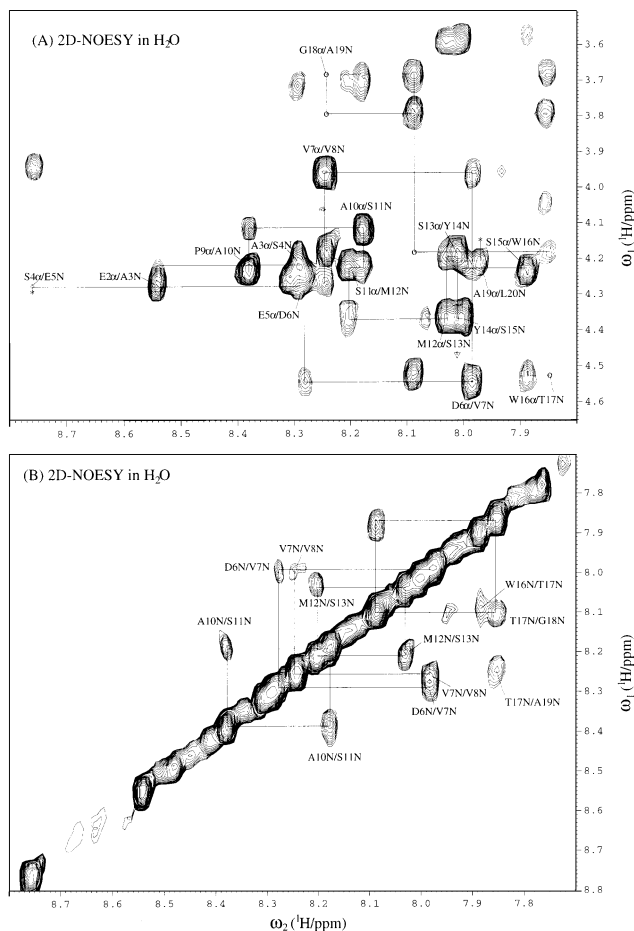 (A) 2D-NOESY in H₂O
G18α/A19N
3.6
3.7
3.8
V7α/V8N
3.9
4.0
A10α/S11N
4.1
S13α/Y14N
P9α/A10N
A3α/S4N
S15α/W16N
4.2
S4α/E5N
E2α/A3N
S11α/M12N
A19α/L20N
4.3
E5α/D6N
Y14α/S15N
M12α/S13N
4.4
4.5
D6α/V7N
W16α/T17N
4.6
ω₁ (¹H/ppm)
8.7 8.6 8.5 8.4 8.3 8.2 8.1 8.0 7.9
(B) 2D-NOESY in H₂O
7.8
7.9
V7N/V8N
D6N/V7N
8.0
W16N/T17N
M12N/S13N
A10N/S11N
8.1
T17N/G18N
M12N/S13N
8.2
V7N/V8N
T17N/A19N
8.3
D6N/V7N
8.4
A10N/S11N
8.5
8.6
8.7
8.8
ω₁ (¹H/ppm)
8.7 8.6 8.5 8.4 8.3 8.2 8.1 8.0 7.9 7.8
ω₂ (¹H/ppm)